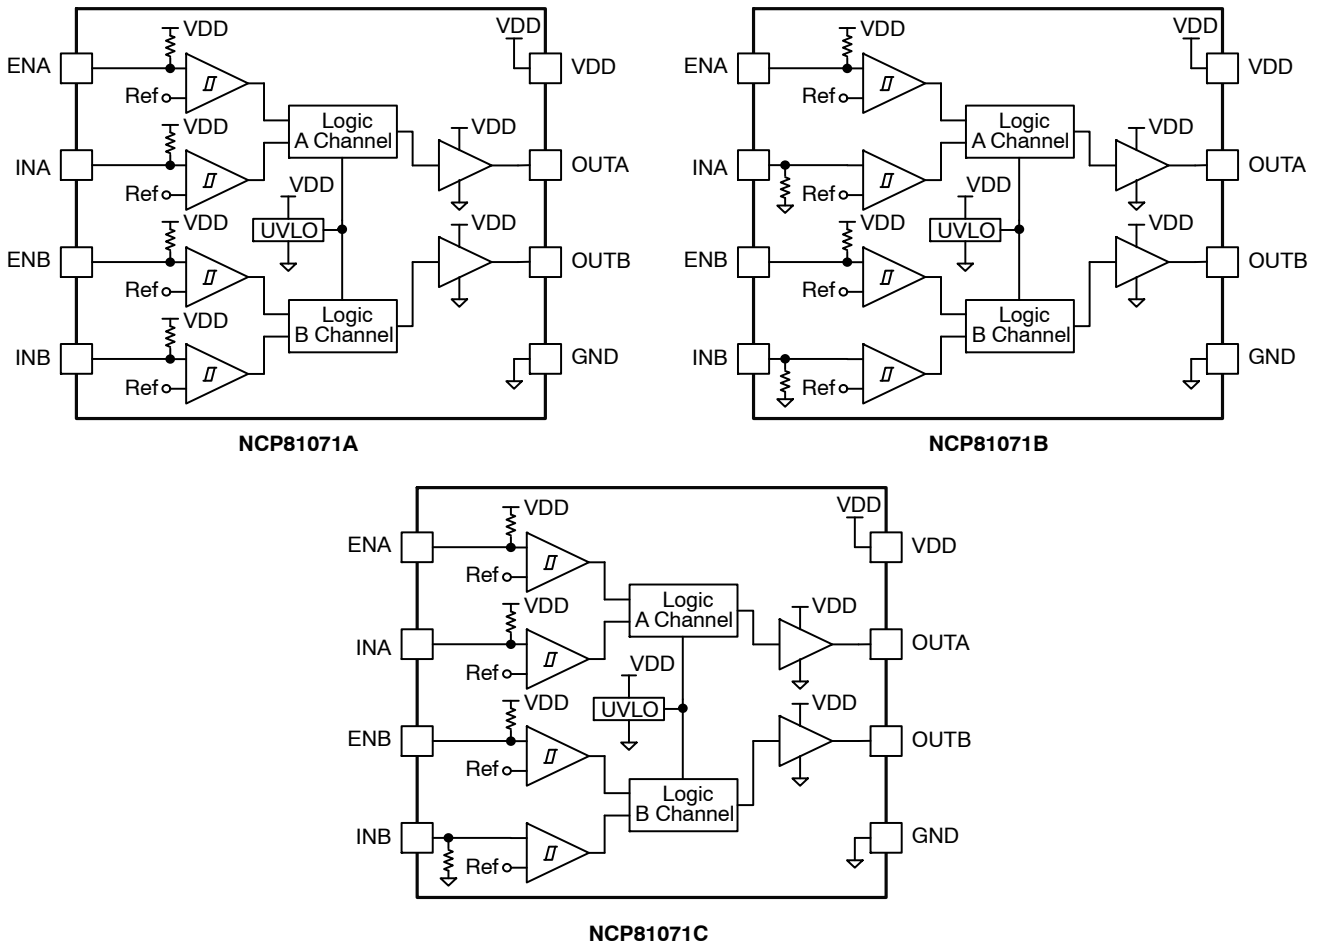 VDD
ENA
Ref
VDD
INA
Ref
VDD
ENB
Ref
VDD
INB
Ref
Logic
A Channel
VDD
UVLO
Logic
B Channel
VDD
VDD
VDD
VDD
OUTA
OUTB
GND
NCP81071A
VDD
ENA
Ref
INA
Ref
VDD
ENB
Ref
INB
Ref
Logic
A Channel
VDD
UVLO
Logic
B Channel
VDD
VDD
VDD
VDD
OUTA
OUTB
GND
NCP81071B
VDD
ENA
Ref
VDD
INA
Ref
VDD
ENB
Ref
INB
Ref
Logic
A Channel
VDD
UVLO
Logic
B Channel
VDD
VDD
VDD
VDD
OUTA
OUTB
GND
NCP81071C